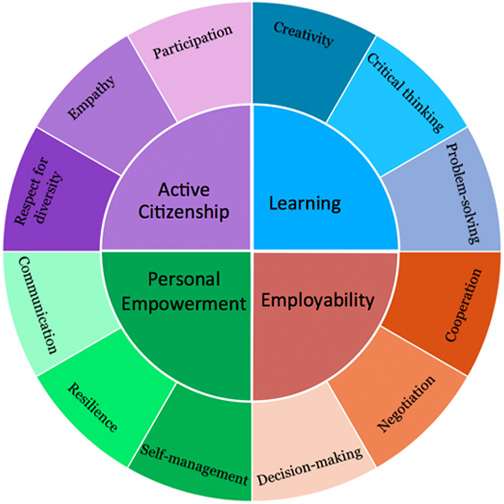 Participation
Creativity
Empathy
Critical thinking
Respect for
diversity
Problem-solving
Active
Citizenship
Learning
Personal
Empowerment
Employability
Communication
Cooperation
Resilience
Negotiation
Self-management
Decision-making